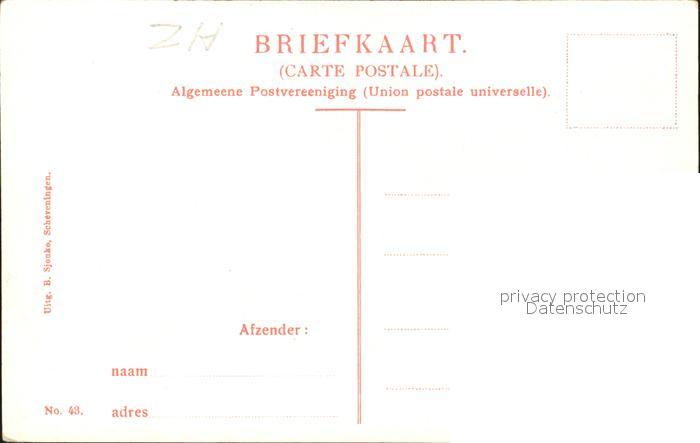 ZH
BRIEFKAART.
(CARTE POSTALE).
Algemeene Postvereeniging (Union postale universelle).
Uitg. B. Sjouke, Scheveningen.
privacy protection
Datenschutz
Afzender:
naam
No. 43. adres